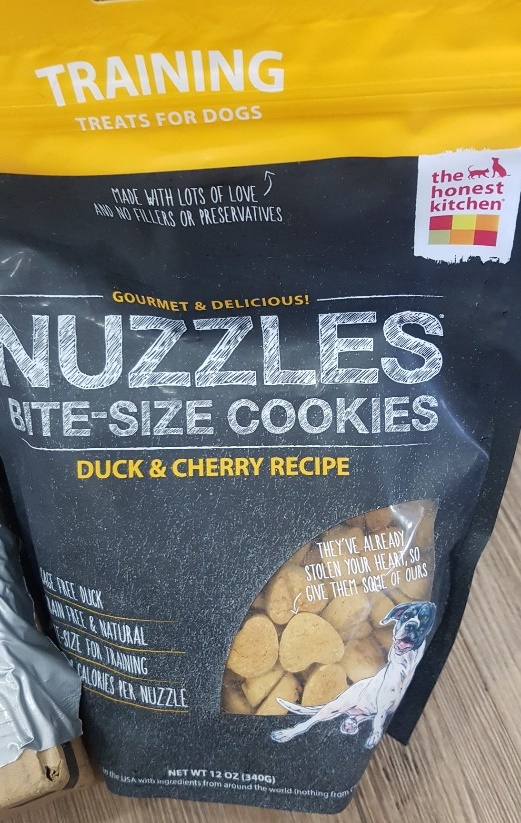 TRAINING
TREATS FOR DOGS
MADE WITH LOTS OF LOVE
AND NO FILLERS OR PRESERVATIVES
the
honest
kitchen®
GOURMET & DELICIOUS!
NUZZLES
BITE-SIZE COOKIES
DUCK & CHERRY RECIPE
THEY'VE ALREADY
STOLEN YOUR HEART, SO
GIVE THEM SOME OF OURS
FREE DUCK
FREE & NATURAL
SIZE FOR TRAINING
CALORIES PER NUZZLE
NET WT 12 OZ (340G)
the USA with ingredients from around the world (nothing from